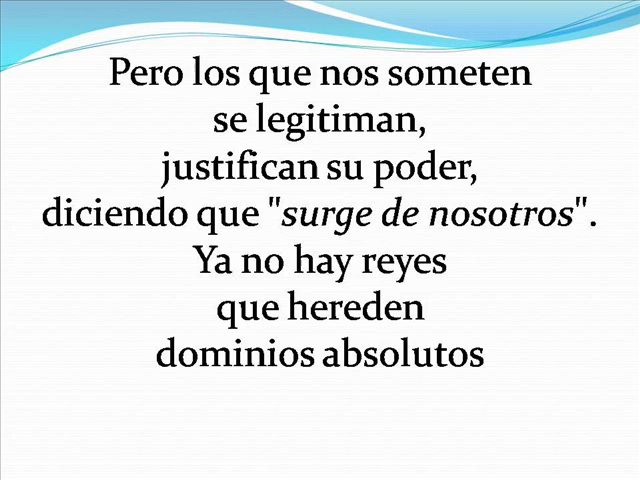 Pero los que nos someten
se legitiman,
justifican su poder,
diciendo que "surge de nosotros".
Ya no hay reyes
que hereden
dominios absolutos